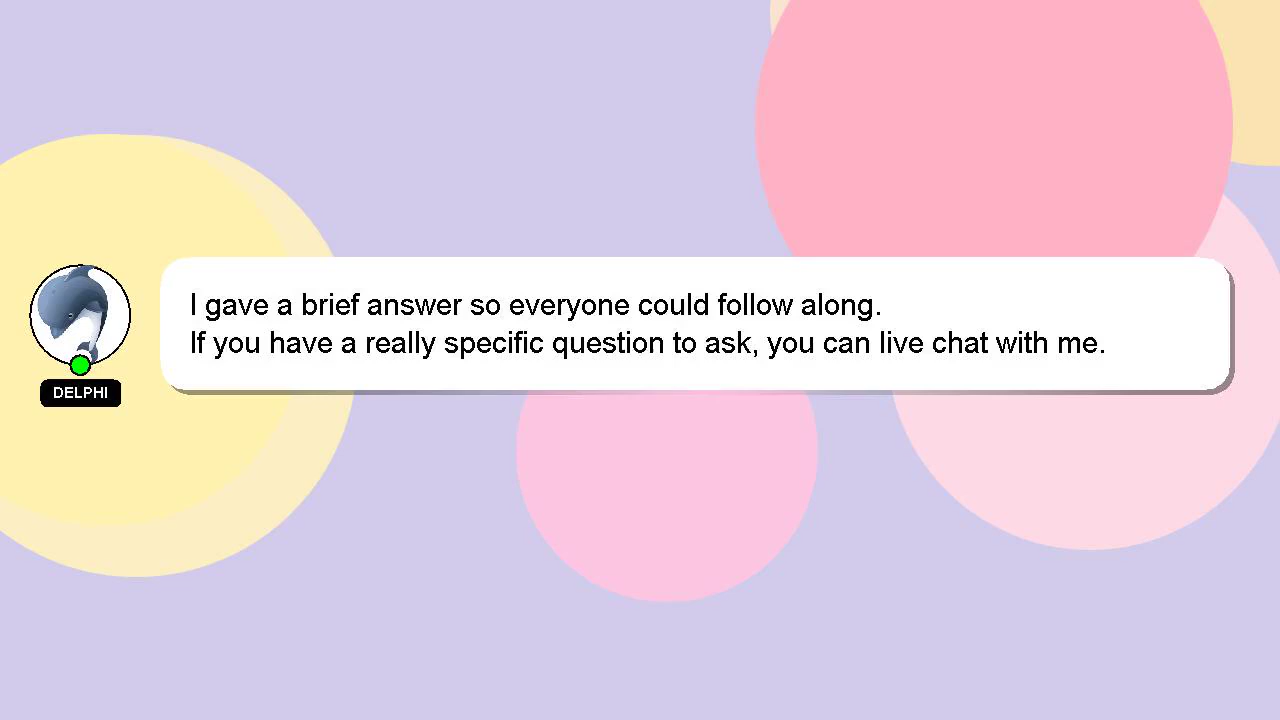 I gave a brief answer so everyone could follow along.
If you have a really specific question to ask, you can live chat with me.
DELPHI